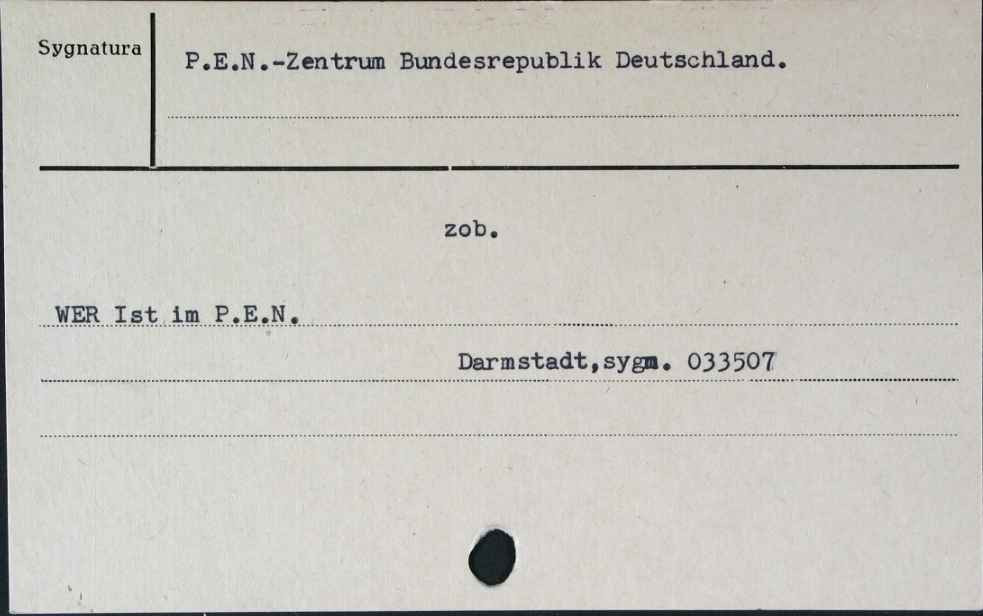 Sygnatura
P.E.N.-Zentrum Bundesrepublik Deutschland.
zob.
WER Ist im P.E.N.
Darmstadt,sygn. 033507